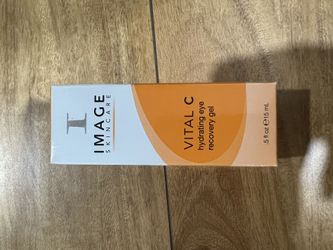 IMAGE
SKINCARE
VITAL C
hydrating eye
recovery gel
.5 fl oz ℮ 15 mL